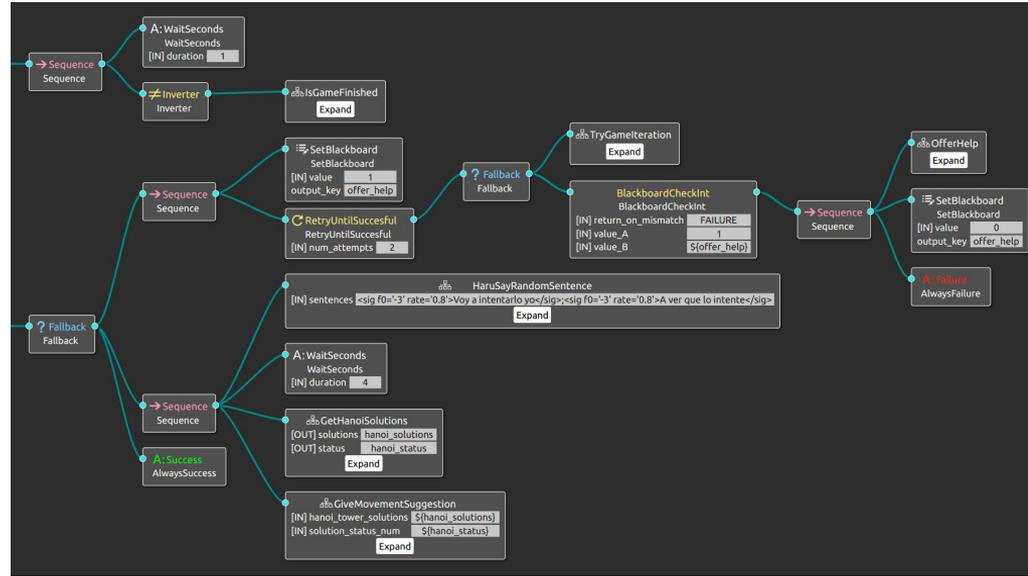 A: WaitSeconds
WaitSeconds
[IN] duration 1
Sequence
Sequence
Inverter
Inverter
IsGameFinished
Expand
SetBlackboard
SetBlackboard
[IN] value 1
output_key offer_help
Sequence
Sequence
RetryUntilSuccesful
RetryUntilSuccesful
[IN] num_attempts 2
? Fallback
Fallback
TryGameIteration
Expand
BlackboardCheckInt
BlackboardCheckInt
[IN] return_on_mismatch FAILURE
[IN] value_A 1
[IN] value_B ${offer_help}
Sequence
Sequence
OfferHelp
Expand
SetBlackboard
SetBlackboard
[IN] value 0
output_key offer_help
A: Failure
AlwaysFailure
? Fallback
Fallback
HaruSayRandomSentence
[IN] sentences <sig f0='-3' rate='0.8'>Voy a intentarlo yo</sig>;<sig f0='-3' rate='0.8'>A ver que lo intente</sig>
Expand
A: WaitSeconds
WaitSeconds
[IN] duration 4
Sequence
Sequence
GetHanoiSolutions
[OUT] solutions hanoi_solutions
[OUT] status hanoi_status
Expand
A: Success
AlwaysSuccess
GiveMovementSuggestion
[IN] hanoi_tower_solutions ${hanoi_solutions}
[IN] solution_status_num ${hanoi_status}
Expand